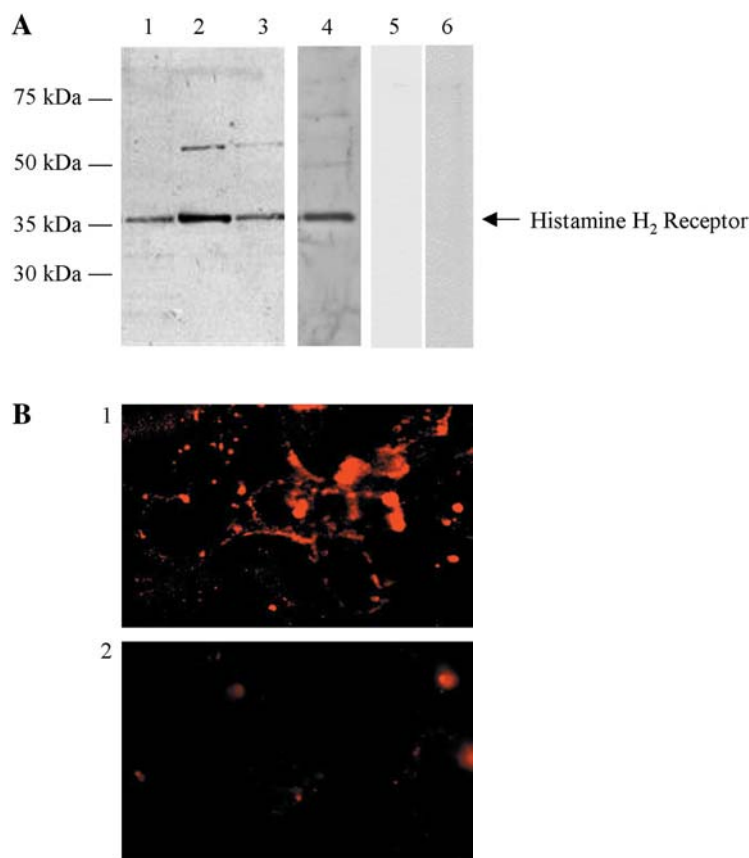 A
1 2 3 4 5 6
75 kDa
50 kDa
35 kDa
Histamine H₂ Receptor
30 kDa
B
1
2